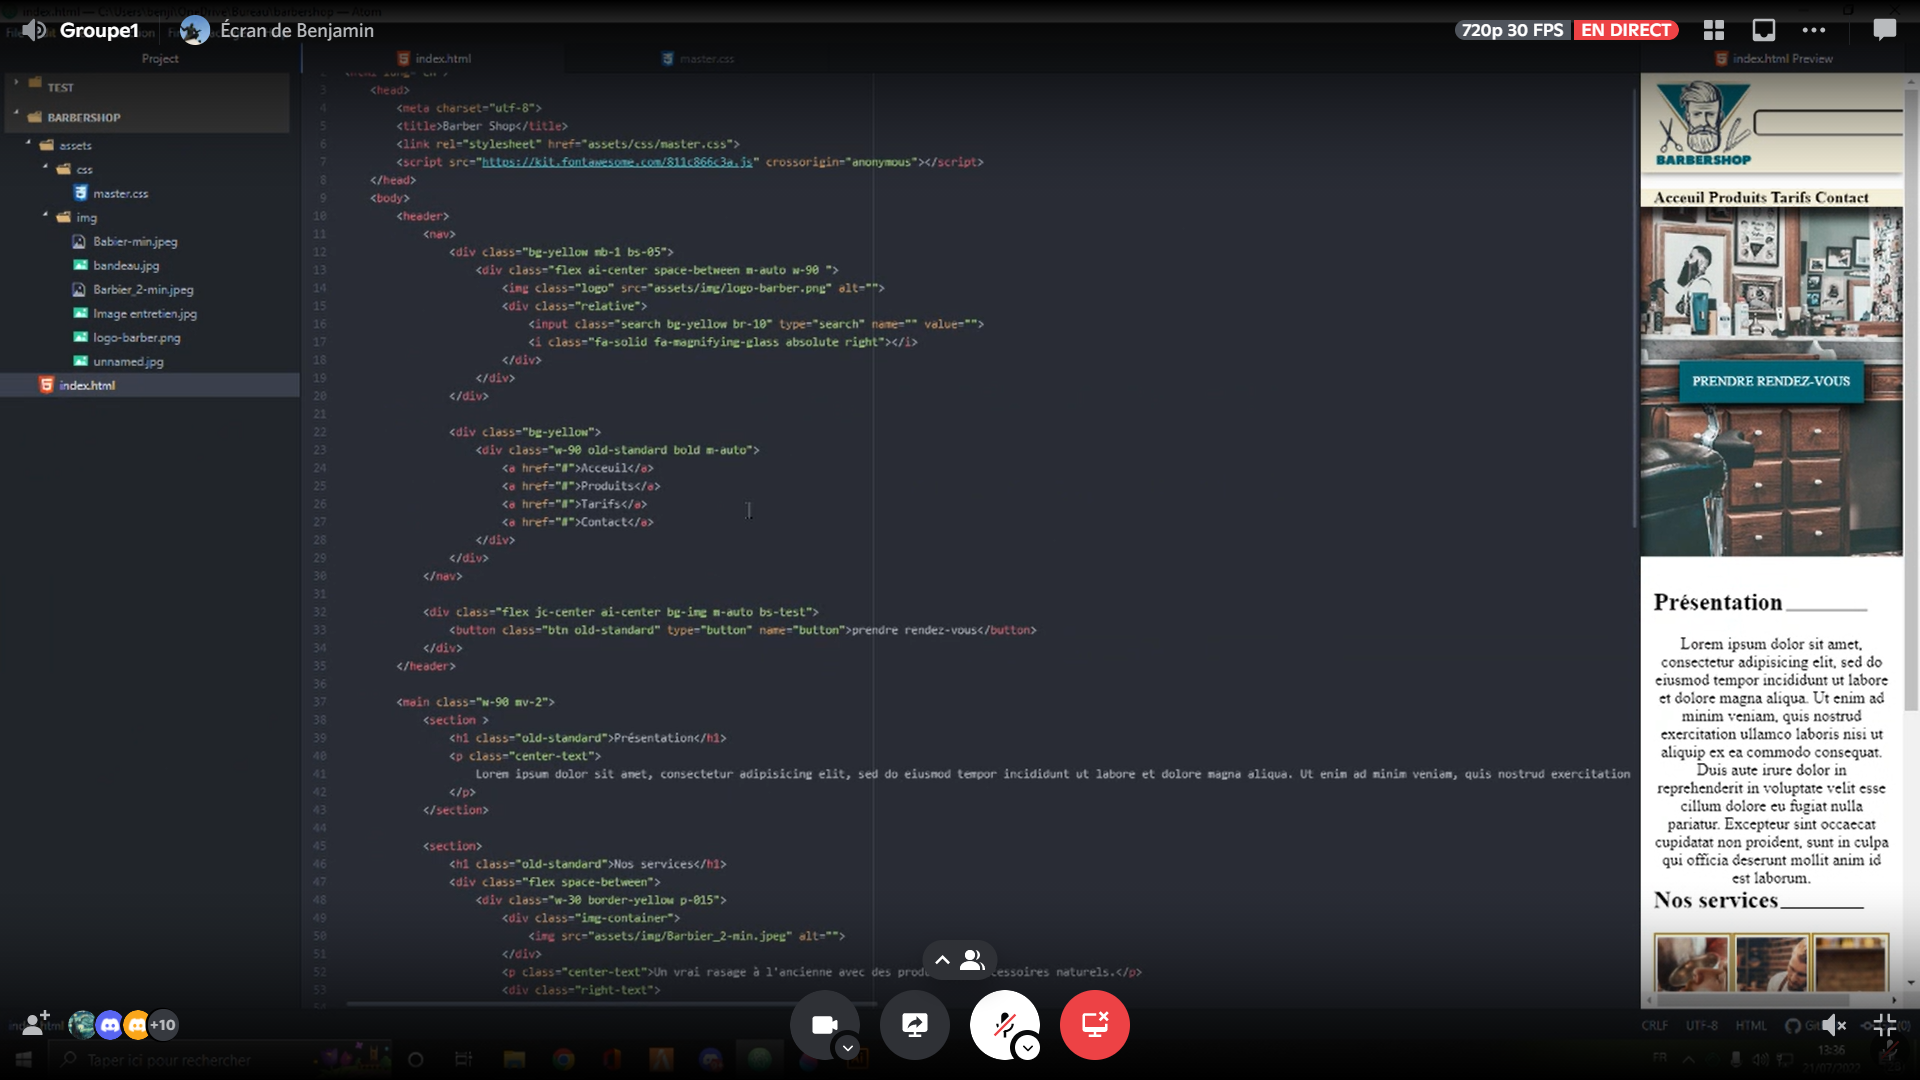 index.html — C:\Users\benji\OneDrive\Bureau\barbershop — Atom
Groupe1
Écran de Benjamin
720p 30 FPS
EN DIRECT
Project
index.html
master.css
index.html Preview
TEST
BARBERSHOP
assets
css
master.css
img
Babier-min.jpeg
bandeau.jpg
Barbier_2-min.jpeg
Image entretien.jpg
logo-barber.png
unnamed.jpg
index.html
2 <html lang="en">
3 <head>
4 <meta charset="utf-8">
5 <title>Barber Shop</title>
6 <link rel="stylesheet" href="assets/css/master.css">
7 <script src="https://kit.fontawesome.com/811c866c3a.js" crossorigin="anonymous"></script>
8 </head>
9 <body>
10 <header>
11 <nav>
12 <div class="bg-yellow mb-1 bs-05">
13 <div class="flex ai-center space-between m-auto w-90 ">
14 <img class="logo" src="assets/img/logo-barber.png" alt="">
15 <div class="relative">
16 <input class="search bg-yellow br-10" type="search" name="" value="">
17 <i class="fa-solid fa-magnifying-glass absolute right"></i>
18 </div>
19 </div>
20 </div>
21
22 <div class="bg-yellow">
23 <div class="w-90 old-standard bold m-auto">
24 <a href="#">Acceuil</a>
25 <a href="#">Produits</a>
26 <a href="#">Tarifs</a>
27 <a href="#">Contact</a>
28 </div>
29 </div>
30 </nav>
31
32 <div class="flex jc-center ai-center bg-img m-auto bs-test">
33 <button class="btn old-standard" type="button" name="button">prendre rendez-vous</button>
34 </div>
35 </header>
36
37 <main class="w-90 mv-2">
38 <section >
39 <h1 class="old-standard">Présentation</h1>
40 <p class="center-text">
41 Lorem ipsum dolor sit amet, consectetur adipisicing elit, sed do eiusmod tempor incididunt ut labore et dolore magna aliqua. Ut enim ad minim veniam, quis nostrud exercitation
42 </p>
43 </section>
44
45 <section>
46 <h1 class="old-standard">Nos services</h1>
47 <div class="flex space-between">
48 <div class="w-30 border-yellow p-015">
49 <div class="img-container">
50 <img src="assets/img/Barbier_2-min.jpeg" alt="">
51 </div>
52 <p class="center-text">Un vrai rasage à l'ancienne avec des prod cessoires naturels.</p>
53 <div class="right-text">
BARBERSHOP
Acceuil Produits Tarifs Contact
PRENDRE RENDEZ-VOUS
Présentation
Lorem ipsum dolor sit amet,
consectetur adipisicing elit, sed do
eiusmod tempor incididunt ut labore
et dolore magna aliqua. Ut enim ad
minim veniam, quis nostrud
exercitation ullamco laboris nisi ut
aliquip ex ea commodo consequat.
Duis aute irure dolor in
reprehenderit in voluptate velit esse
cillum dolore eu fugiat nulla
pariatur. Excepteur sint occaecat
cupidatat non proident, sunt in culpa
qui officia deserunt mollit anim id
est laborum.
Nos services
+10
CRLF UTF-8 HTML
Taper ici pour rechercher
FR
13:36
21/07/2022